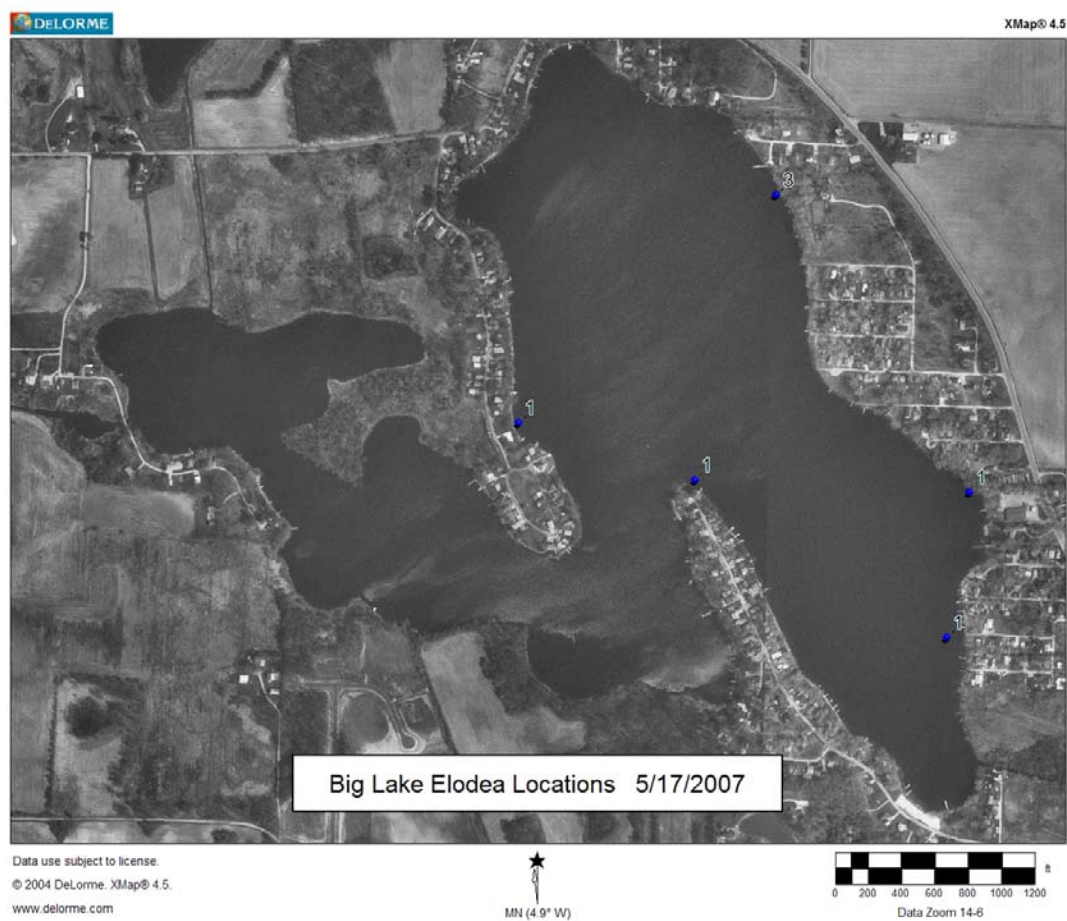 DELORME
XMap® 4.5
3
1
1
1
1
Big Lake Elodea Locations 5/17/2007
Data use subject to license.
© 2004 DeLorme. XMap® 4.5.
www.delorme.com
MN (4.9° W)
ft
0 200 400 600 800 1000 1200
Data Zoom 14-6